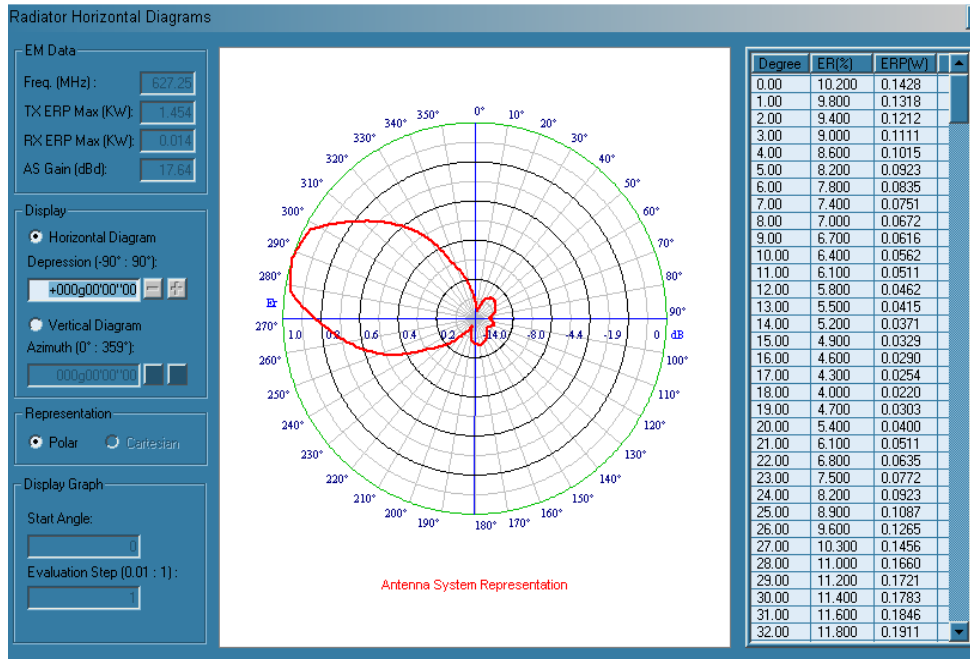 Radiator Horizontal Diagrams
EM Data
Freq. (MHz) : 627.25
TX ERP Max (KW): 1.454
RX ERP Max (KW): 0.014
AS Gain (dBd): 17.64
Display
Horizontal Diagram
Depression (-90° : 90°):
+000g00'00''00
Vertical Diagram
Azimuth (0° : 359°):
000g00'00''00
Representation
Polar Cartesian
Display Graph
Start Angle:
0
Evaluation Step (0.01 : 1) :
1
340° 350° 0° 10° 20°
330° 30°
320° 40°
310° 50°
300° 60°
290° 70°
280° 80°
Er 90°
270° 1.0 0.8 0.6 0.4 0.2 -14.0 -8.0 -4.4 -1.9 0 dB
260° 100°
250° 110°
240° 120°
230° 130°
220° 140°
210° 150°
200° 190° 180° 170° 160°
Antenna System Representation
Degree ER(%) ERP(W)
0.00 10.200 0.1428
1.00 9.800 0.1318
2.00 9.400 0.1212
3.00 9.000 0.1111
4.00 8.600 0.1015
5.00 8.200 0.0923
6.00 7.800 0.0835
7.00 7.400 0.0751
8.00 7.000 0.0672
9.00 6.700 0.0616
10.00 6.400 0.0562
11.00 6.100 0.0511
12.00 5.800 0.0462
13.00 5.500 0.0415
14.00 5.200 0.0371
15.00 4.900 0.0329
16.00 4.600 0.0290
17.00 4.300 0.0254
18.00 4.000 0.0220
19.00 4.700 0.0303
20.00 5.400 0.0400
21.00 6.100 0.0511
22.00 6.800 0.0635
23.00 7.500 0.0772
24.00 8.200 0.0923
25.00 8.900 0.1087
26.00 9.600 0.1265
27.00 10.300 0.1456
28.00 11.000 0.1660
29.00 11.200 0.1721
30.00 11.400 0.1783
31.00 11.600 0.1846
32.00 11.800 0.1911